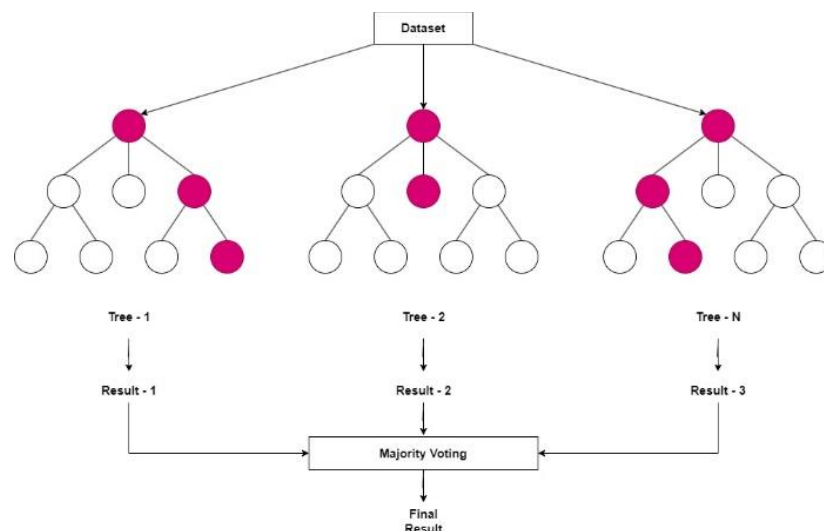 Dataset
Tree - 1
Tree - 2
Tree - N
Result - 1
Result - 2
Result - 3
Majority Voting
Final
Result